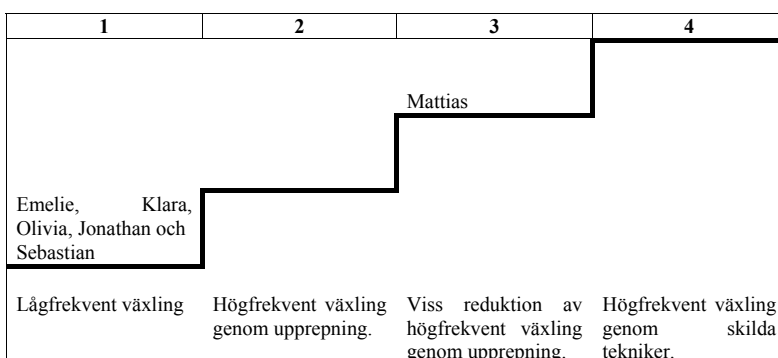 1 2 3 4
Mattias
Emelie, Klara,
Olivia, Jonathan och
Sebastian
Lågfrekvent växling
Högfrekvent växling
genom upprepning.
Viss reduktion av
högfrekvent växling
genom upprepning.
Högfrekvent växling
genom skilda
tekniker.